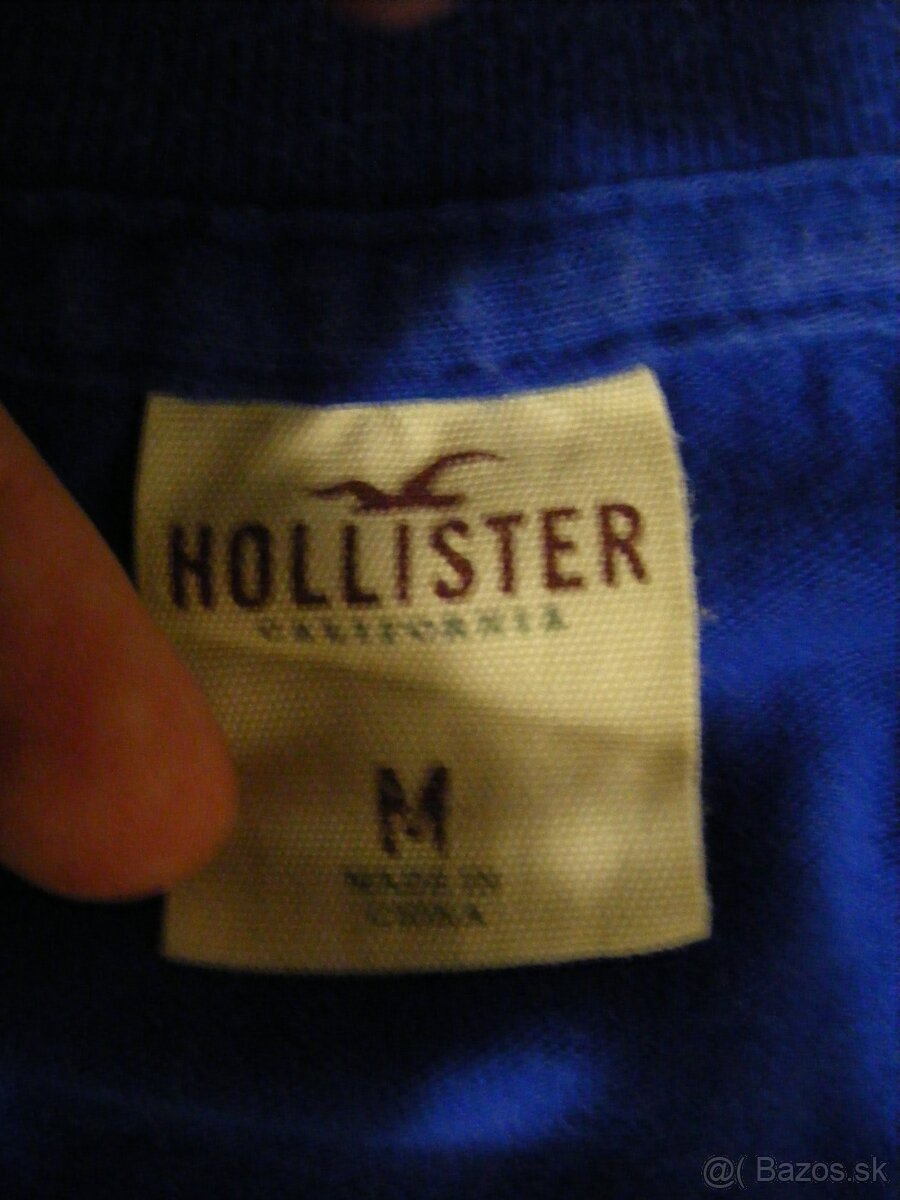 HOLLISTER
CALIFORNIA
M
MADE IN
CHINA
@( Bazos.sk